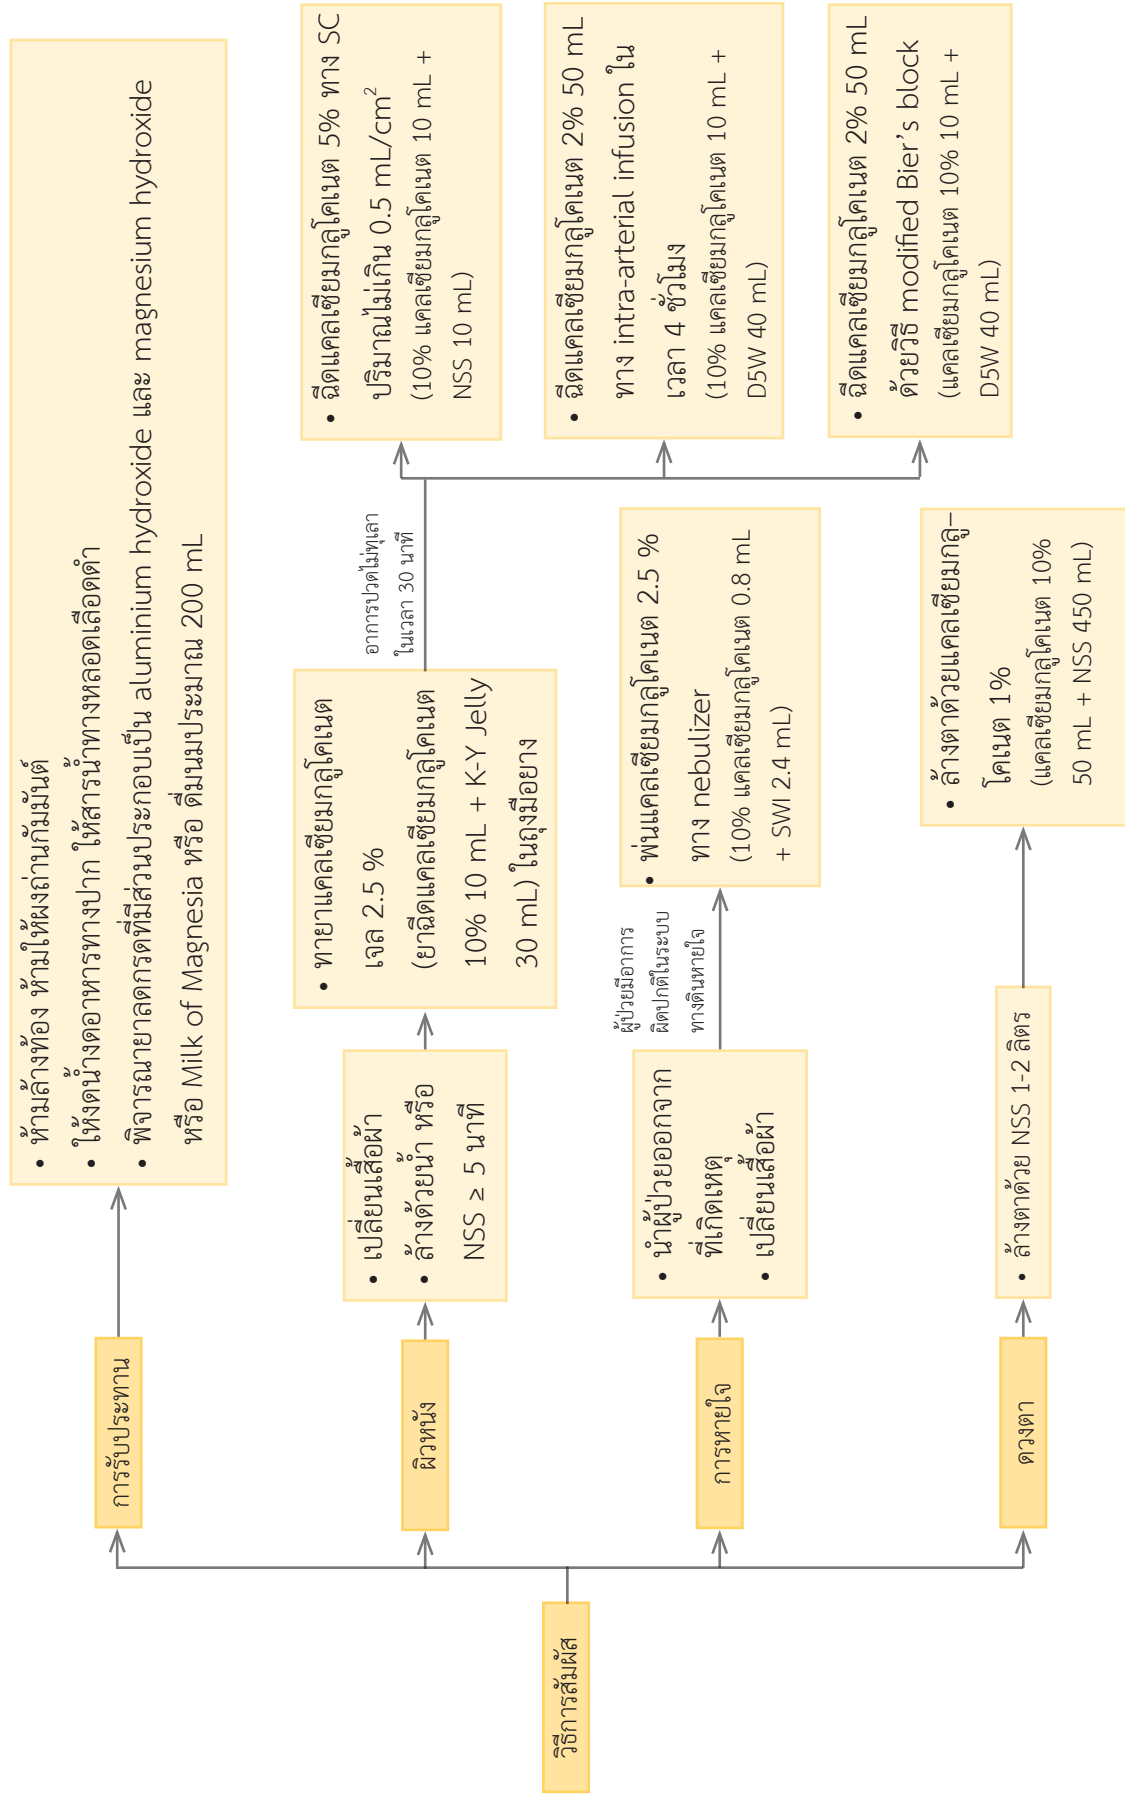 วิธีการสัมผัส
การรับประทาน
• ห้ามล้างท้อง ห้ามให้ผงถ่านกัมมันต์
• ให้งดน้ำงดอาหารทางปาก ให้สารน้ำทางหลอดเลือดดำ
• พิจารณายาลดกรดที่มีส่วนประกอบเป็น aluminium hydroxide และ magnesium hydroxide
หรือ Milk of Magnesia หรือ ดื่มนมประมาณ 200 mL
ผิวหนัง
• เปลี่ยนเสื้อผ้า
• ล้างด้วยน้ำ หรือ
NSS ≥ 5 นาที
• ทายาแคลเซียมกลูโคเนต
เจล 2.5 %
(ยาฉีดแคลเซียมกลูโคเนต
10% 10 mL + K-Y Jelly
30 mL) ในถุงมือยาง
อาการปวดไม่ทุเลา
ในเวลา 30 นาที
• ฉีดแคลเซียมกลูโคเนต 5% ทาง SC
ปริมาณไม่เกิน 0.5 mL/cm²
(10% แคลเซียมกลูโคเนต 10 mL +
NSS 10 mL)
• ฉีดแคลเซียมกลูโคเนต 2% 50 mL
ทาง intra-arterial infusion ใน
เวลา 4 ชั่วโมง
(10% แคลเซียมกลูโคเนต 10 mL +
D5W 40 mL)
• ฉีดแคลเซียมกลูโคเนต 2% 50 mL
ด้วยวิธี modified Bier's block
(แคลเซียมกลูโคเนต 10% 10 mL +
D5W 40 mL)
การหายใจ
• นำผู้ป่วยออกจาก
ที่เกิดเหตุ
• เปลี่ยนเสื้อผ้า
ผู้ป่วยมีอาการ
ผิดปกติในระบบ
ทางเดินหายใจ
• พ่นแคลเซียมกลูโคเนต 2.5 %
ทาง nebulizer
(10% แคลเซียมกลูโคเนต 0.8 mL
+ SWI 2.4 mL)
ดวงตา
• ล้างตาด้วย NSS 1-2 ลิตร
• ล้างตาด้วยแคลเซียมกลู–
โคเนต 1%
(แคลเซียมกลูโคเนต 10%
50 mL + NSS 450 mL)